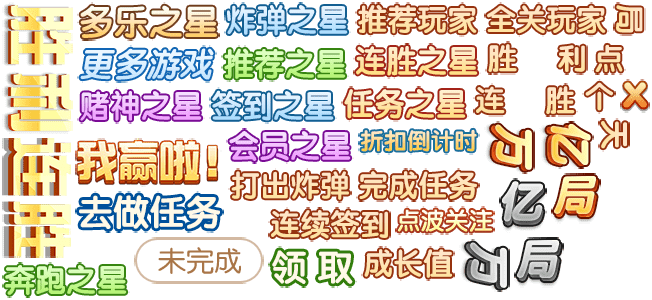 胜利
连胜
多乐之星
炸弹之星
推荐玩家
全关玩家
局
更多游戏
推荐之星
连胜之星
胜
利
点
赌神之星
签到之星
任务之星
连
胜
个
天
我赢啦!
会员之星
折扣倒计时
万
亿
去做任务
打出炸弹
完成任务
亿
局
连续签到
点波关注
奔跑之星
未完成
领取
成长值
万
局